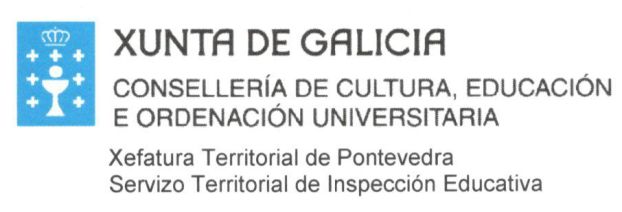 XUNTA DE GALICIA
CONSELLERÍA DE CULTURA, EDUCACIÓN
E ORDENACIÓN UNIVERSITARIA
Xefatura Territorial de Pontevedra
Servizo Territorial de Inspección Educativa